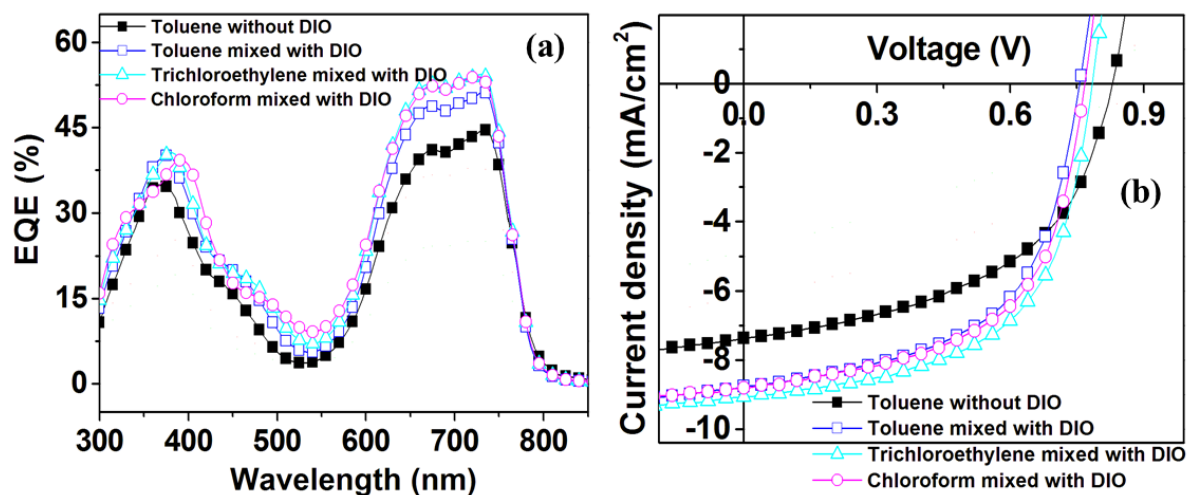 Toluene without DIO
Toluene mixed with DIO
Trichloroethylene mixed with DIO
Chloroform mixed with DIO
(a)
60
45
30
15
0
EQE (%)
300 400 500 600 700 800
Wavelength (nm)
Voltage (V)
0
0.0 0.3 0.6 0.9
-2
-4
-6
-8
-10
Current density (mA/cm²)
(b)
Toluene without DIO
Toluene mixed with DIO
Trichloroethylene mixed with DIO
Chloroform mixed with DIO